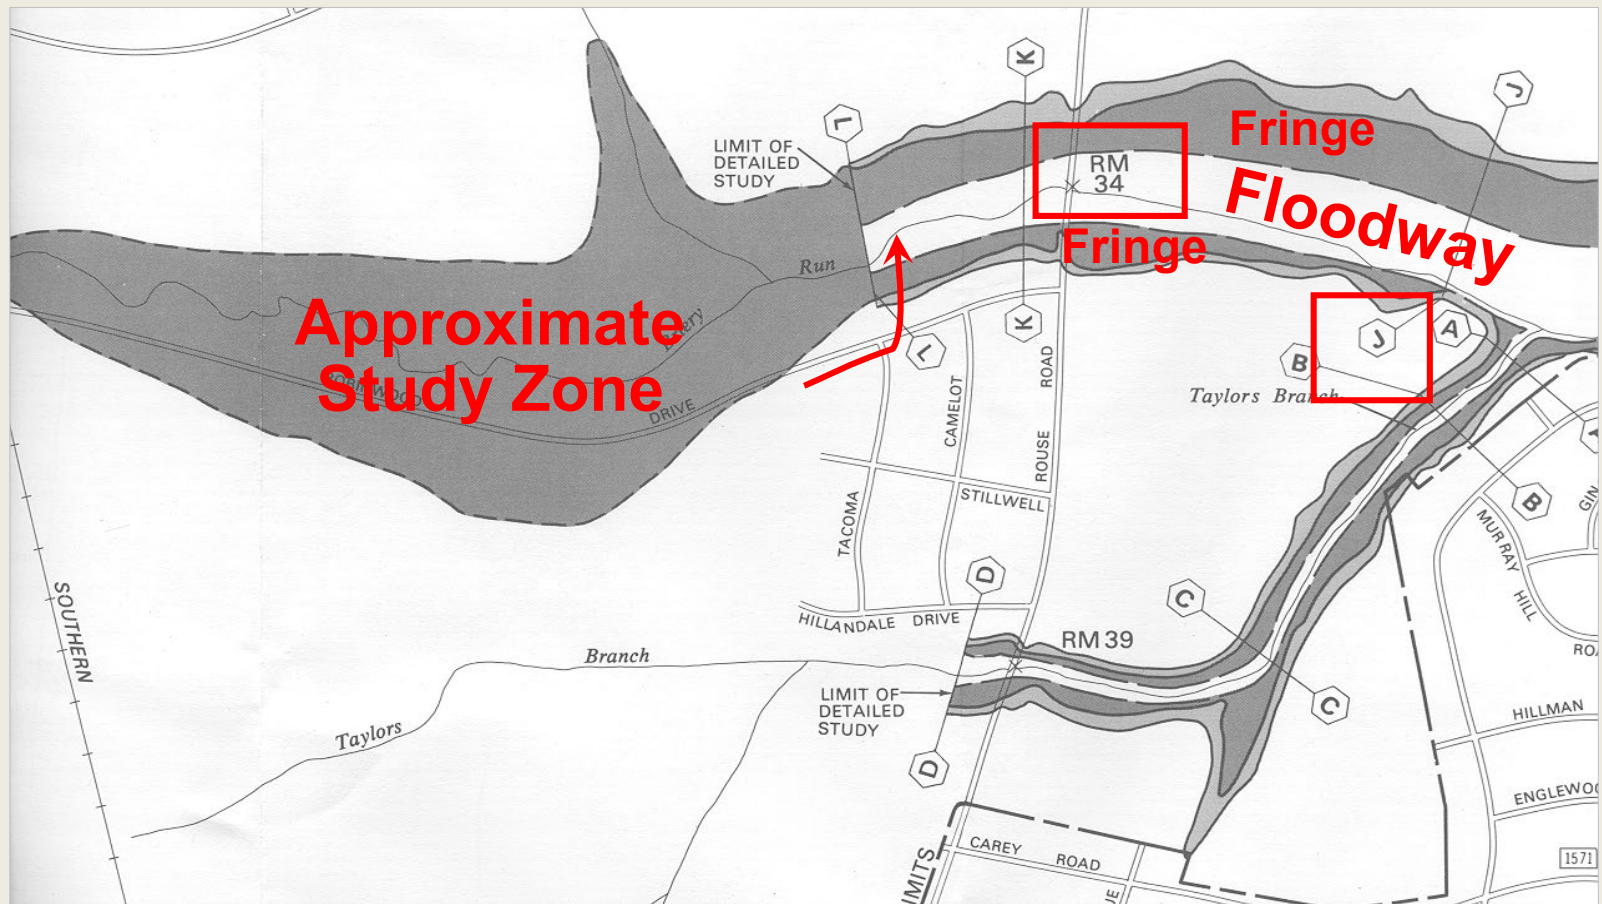 K
J
L
LIMIT OF
DETAILED
STUDY
Fringe
RM
34
Floodway
Fringe
Run
Approximate
Study Zone
DRIVE
K
L
J
A
B
Taylors Branch
ROAD
CAMELOT
ROUSE
STILLWELL
TACOMA
B
MURRAY
HILL
D
C
HILLANDALE DRIVE
RM 39
SOUTHERN
Branch
LIMIT OF
DETAILED
STUDY
C
Taylors
D
HILLMAN
CAREY ROAD
1571